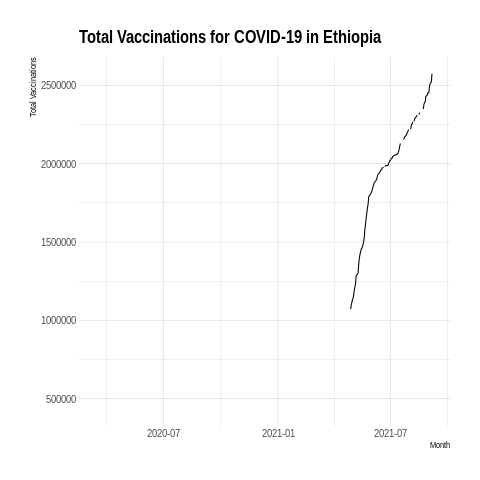 Total Vaccinations for COVID-19 in Ethiopia
Total Vaccinations
2500000
2000000
1500000
1000000
500000
2020-07
2021-01
2021-07
Month